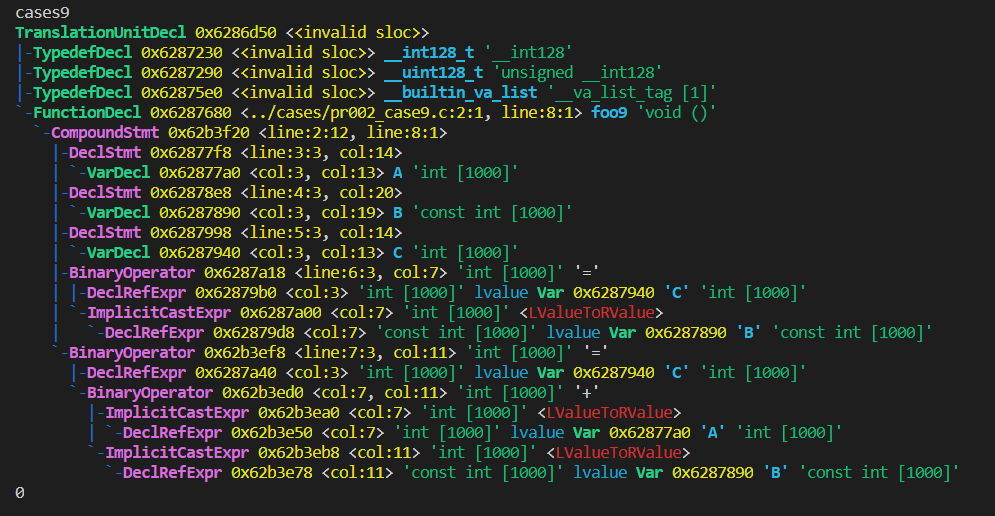 cases9
TranslationUnitDecl 0x6286d50 <<invalid sloc>>
|-TypedefDecl 0x6287230 <<invalid sloc>> __int128_t '__int128'
|-TypedefDecl 0x6287290 <<invalid sloc>> __uint128_t 'unsigned __int128'
|-TypedefDecl 0x62875e0 <<invalid sloc>> __builtin_va_list '__va_list_tag [1]'
`-FunctionDecl 0x6287680 <../cases/pr002_case9.c:2:1, line:8:1> foo9 'void ()'
  `-CompoundStmt 0x62b3f20 <line:2:12, line:8:1>
    |-DeclStmt 0x62877f8 <line:3:3, col:14>
    | `-VarDecl 0x62877a0 <col:3, col:13> A 'int [1000]'
    |-DeclStmt 0x62878e8 <line:4:3, col:20>
    | `-VarDecl 0x6287890 <col:3, col:19> B 'const int [1000]'
    |-DeclStmt 0x6287998 <line:5:3, col:14>
    | `-VarDecl 0x6287940 <col:3, col:13> C 'int [1000]'
    |-BinaryOperator 0x6287a18 <line:6:3, col:7> 'int [1000]' '='
    | |-DeclRefExpr 0x62879b0 <col:3> 'int [1000]' lvalue Var 0x6287940 'C' 'int [1000]'
    | `-ImplicitCastExpr 0x6287a00 <col:7> 'int [1000]' <LValueToRValue>
    |   `-DeclRefExpr 0x62879d8 <col:7> 'const int [1000]' lvalue Var 0x6287890 'B' 'const int [1000]'
    `-BinaryOperator 0x62b3ef8 <line:7:3, col:11> 'int [1000]' '='
      |-DeclRefExpr 0x6287a40 <col:3> 'int [1000]' lvalue Var 0x6287940 'C' 'int [1000]'
      `-BinaryOperator 0x62b3ed0 <col:7, col:11> 'int [1000]' '+'
        |-ImplicitCastExpr 0x62b3ea0 <col:7> 'int [1000]' <LValueToRValue>
        | `-DeclRefExpr 0x62b3e50 <col:7> 'int [1000]' lvalue Var 0x62877a0 'A' 'int [1000]'
        `-ImplicitCastExpr 0x62b3eb8 <col:11> 'int [1000]' <LValueToRValue>
          `-DeclRefExpr 0x62b3e78 <col:11> 'const int [1000]' lvalue Var 0x6287890 'B' 'const int [1000]'
0